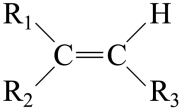 R₁ H
C=C
R₂ R₃